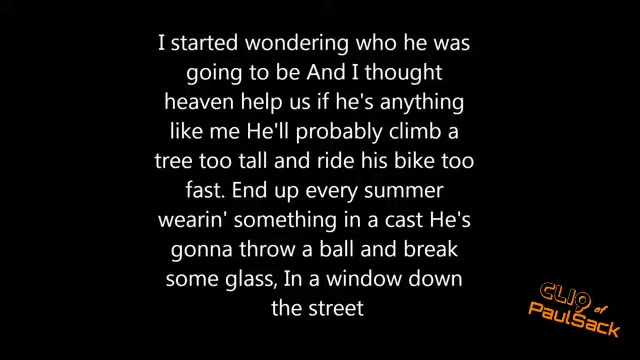 I started wondering who he was
going to be And I thought
heaven help us if he's anything
like me He'll probably climb a
tree too tall and ride his bike too
fast. End up every summer
wearin' something in a cast He's
gonna throw a ball and break
some glass, In a window down
the street
CLIQ of
PaulSack